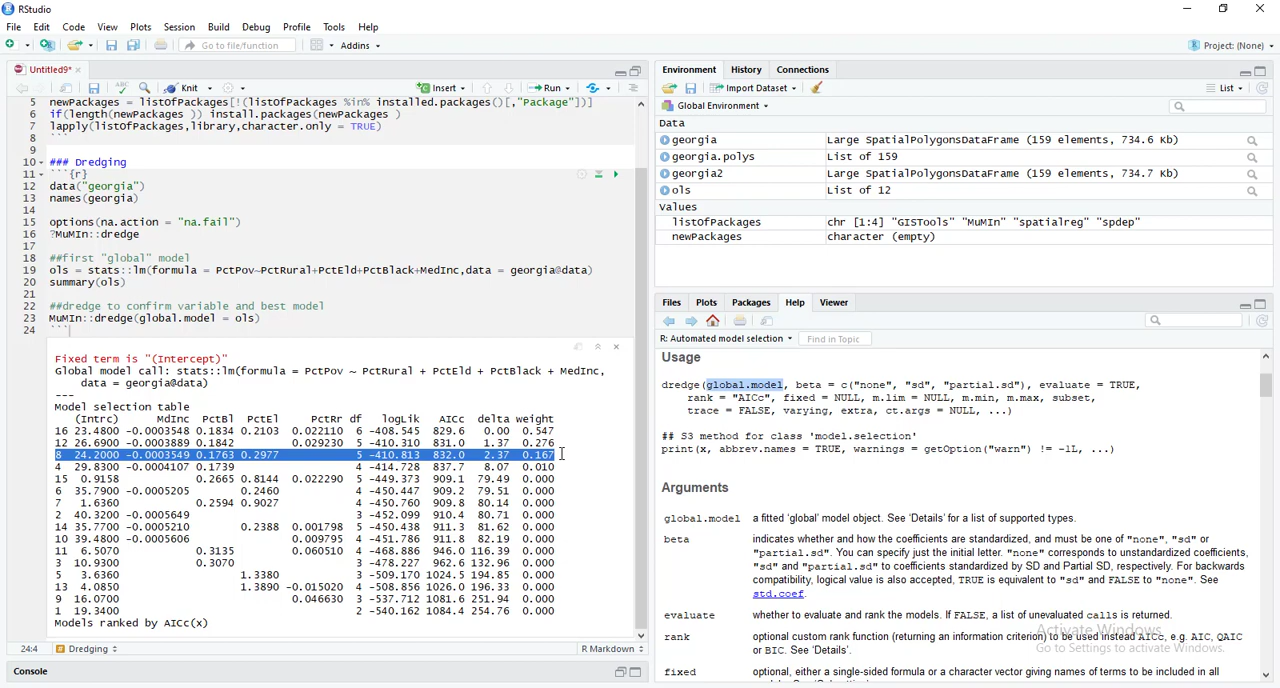 RStudio
File Edit Code View Plots Session Build Debug Profile Tools Help
Go to file/function Addins Project: (None)
Untitled9*
Knit Insert Run
5 newPackages = listOfPackages[!(listOfPackages %in% installed.packages()[,"Package"])]
6 if(length(newPackages )) install.packages(newPackages )
7 lapply(listOfPackages,library,character.only = TRUE)
8 ```
9
10 ### Dredging
11 ```{r}
12 data("georgia")
13 names(georgia)
14
15 options(na.action = "na.fail")
16 ?MuMIn::dredge
17
18 ##first "global" model
19 ols = stats::lm(formula = PctPov~PctRural+PctEld+PctBlack+MedInc,data = georgia@data)
20 summary(ols)
21
22 ##dredge to confirm variable and best model
23 MuMIn::dredge(global.model = ols)
24 ```
Fixed term is "(Intercept)"
Global model call: stats::lm(formula = PctPov ~ PctRural + PctEld + PctBlack + MedInc,
data = georgia@data)
---
Model selection table
(Intrc) MdInc PctBl PctEl PctRr df logLik AICc delta weight
16 23.4800 -0.0003548 0.1834 0.2103 0.022110 6 -408.545 829.6 0.00 0.547
12 26.6900 -0.0003889 0.1842 0.029230 5 -410.310 831.0 1.37 0.276
8 24.2000 -0.0003549 0.1763 0.2977 5 -410.813 832.0 2.37 0.167
4 29.8300 -0.0004107 0.1739 4 -414.728 837.7 8.07 0.010
15 0.9158 0.2665 0.8144 0.022290 5 -449.373 909.1 79.49 0.000
6 35.7900 -0.0005205 0.2460 4 -450.447 909.2 79.51 0.000
7 1.6360 0.2594 0.9027 4 -450.760 909.8 80.14 0.000
2 40.3200 -0.0005649 3 -452.099 910.4 80.71 0.000
14 35.7700 -0.0005210 0.2388 0.001798 5 -450.438 911.3 81.62 0.000
10 39.4800 -0.0005606 0.009795 4 -451.786 911.8 82.19 0.000
11 6.5070 0.3135 0.060510 4 -468.886 946.0 116.39 0.000
3 10.9300 0.3070 3 -478.227 962.6 132.96 0.000
5 3.6360 1.3380 3 -509.170 1024.5 194.85 0.000
13 4.0850 1.3890 -0.015020 4 -508.856 1026.0 196.33 0.000
9 16.0700 0.046630 3 -537.712 1081.6 251.94 0.000
1 19.3400 2 -540.162 1084.4 254.76 0.000
Models ranked by AICc(x)
24:4 Dredging R Markdown
Console
Environment History Connections
Import Dataset List
Global Environment
Data
georgia Large SpatialPolygonsDataFrame (159 elements, 734.6 Kb)
georgia.polys List of 159
georgia2 Large SpatialPolygonsDataFrame (159 elements, 734.7 Kb)
ols List of 12
Values
listOfPackages chr [1:4] "GISTools" "MuMIn" "spatialreg" "spdep"
newPackages character (empty)
Files Plots Packages Help Viewer
R: Automated model selection Find in Topic
Usage
dredge(global.model, beta = c("none", "sd", "partial.sd"), evaluate = TRUE,
rank = "AICc", fixed = NULL, m.lim = NULL, m.min, m.max, subset,
trace = FALSE, varying, extra, ct.args = NULL, ...)
## S3 method for class 'model.selection'
print(x, abbrev.names = TRUE, warnings = getOption("warn") != -1L, ...)
Arguments
global.model a fitted 'global' model object. See 'Details' for a list of supported types.
beta indicates whether and how the coefficients are standardized, and must be one of "none", "sd" or
"partial.sd". You can specify just the initial letter. "none" corresponds to unstandardized coefficients,
"sd" and "partial.sd" to coefficients standardized by SD and Partial SD, respectively. For backwards
compatibility, logical value is also accepted, TRUE is equivalent to "sd" and FALSE to "none". See
std.coef.
evaluate whether to evaluate and rank the models. If FALSE, a list of unevaluated calls is returned.
rank optional custom rank function (returning an information criterion) to be used instead AICc, e.g. AIC, QAIC
or BIC. See 'Details'.
fixed optional, either a single-sided formula or a character vector giving names of terms to be included in all
Activate Windows
Go to Settings to activate Windows.